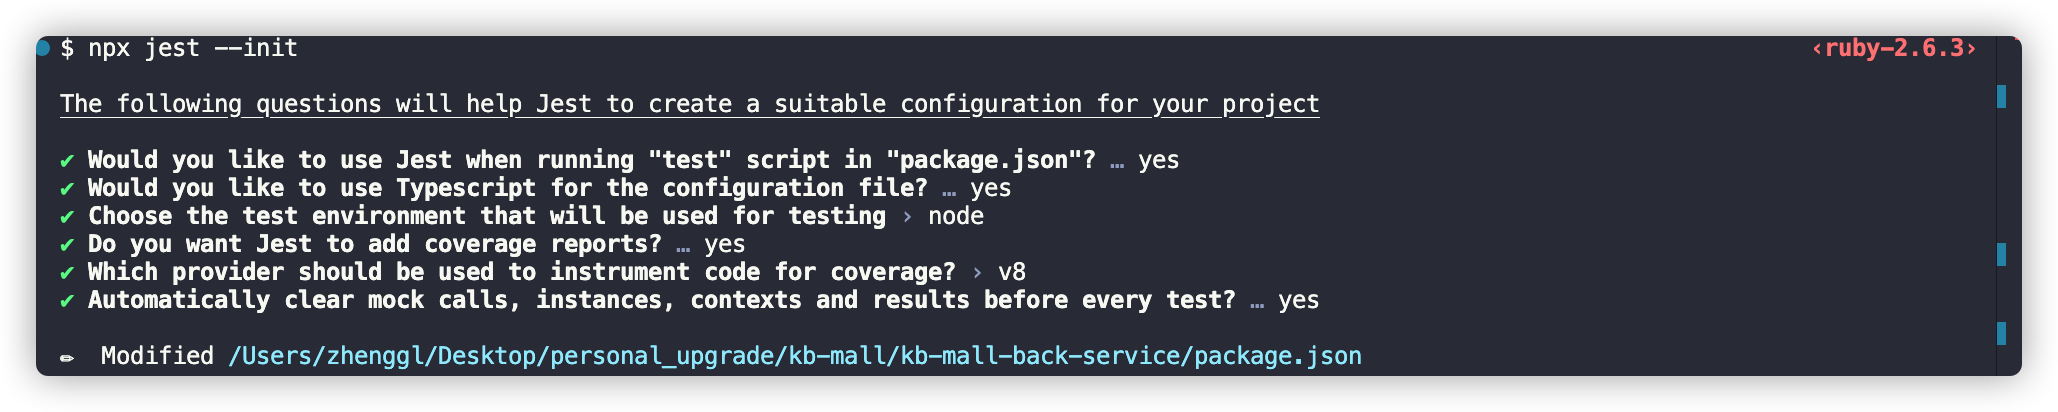 $ npx jest --init
‹ruby-2.6.3›
The following questions will help Jest to create a suitable configuration for your project
✔ Would you like to use Jest when running "test" script in "package.json"? … yes
✔ Would you like to use Typescript for the configuration file? … yes
✔ Choose the test environment that will be used for testing › node
✔ Do you want Jest to add coverage reports? … yes
✔ Which provider should be used to instrument code for coverage? › v8
✔ Automatically clear mock calls, instances, contexts and results before every test? … yes
✏ Modified /Users/zhenggl/Desktop/personal_upgrade/kb-mall/kb-mall-back-service/package.json